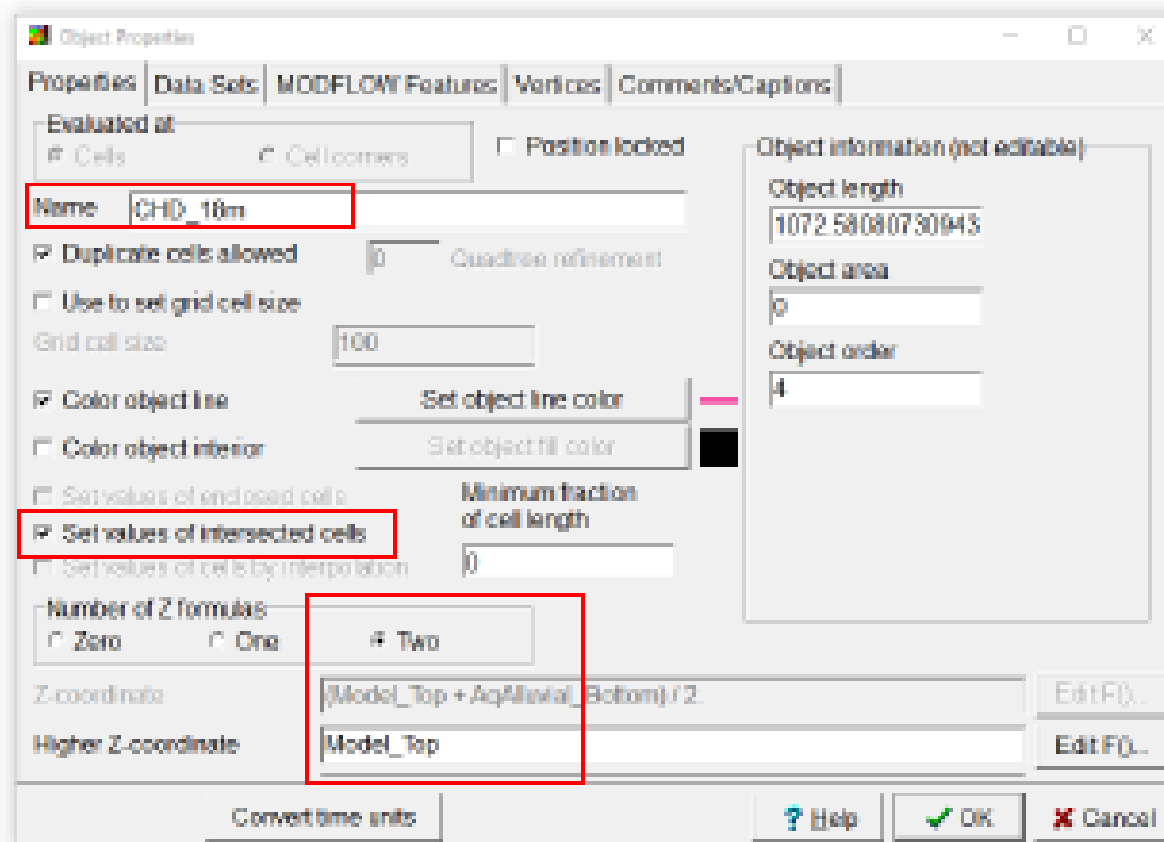 Object Properties
Properties Data Sets MODFLOW Features Vertices Comments/Captions
Evaluated at
Cells Cell corners
Position locked
Object information (not editable)
Name CHD_18m
Object length
1072.58080730943
Duplicate cells allowed 0 Quadtree refinement
Object area
0
Use to set grid cell size
Grid cell size 100
Object order
4
Color object line Set object line color
Color object interior Set object fill color
Set values of enclosed cells
Minimum fraction
of cell length
Set values of intersected cells
0
Set values of cells by interpolation
Number of Z formulas
Zero One Two
Z-coordinate (Model_Top + AqAlluvial_Bottom) / 2. Edit F()...
Higher Z-coordinate Model_Top Edit F()...
Convert time units ? Help OK Cancel